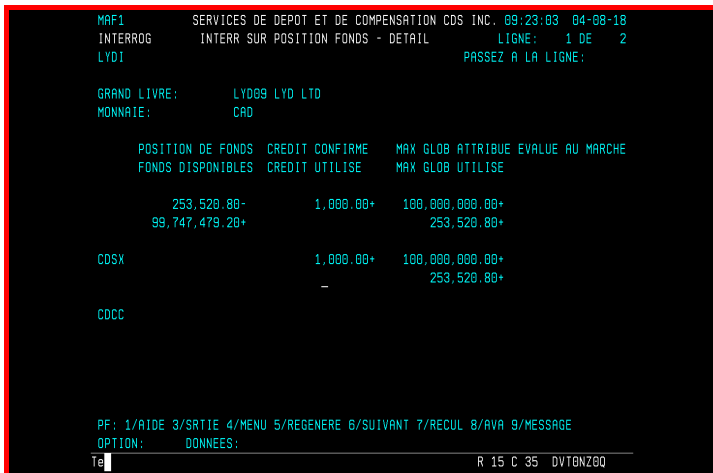 MAF1 SERVICES DE DEPOT ET DE COMPENSATION CDS INC. 09:23:03 04-08-18
INTERROG INTERR SUR POSITION FONDS - DETAIL LIGNE: 1 DE 2
LYDI PASSEZ A LA LIGNE:
GRAND LIVRE: LYD09 LYD LTD
MONNAIE: CAD
POSITION DE FONDS CREDIT CONFIRME MAX GLOB ATTRIBUE EVALUE AU MARCHE
FONDS DISPONIBLES CREDIT UTILISE MAX GLOB UTILISE
253,520.80- 1,000.00+ 100,000,000.00+
99,747,479.20+ 253,520.80+
CDSX 1,000.00+ 100,000,000.00+
253,520.80+
CDCC
PF: 1/AIDE 3/SRTIE 4/MENU 5/REGENERE 6/SUIVANT 7/RECUL 8/AVA 9/MESSAGE
OPTION: DONNEES:
Te R 15 C 35 DVT0NZ0Q